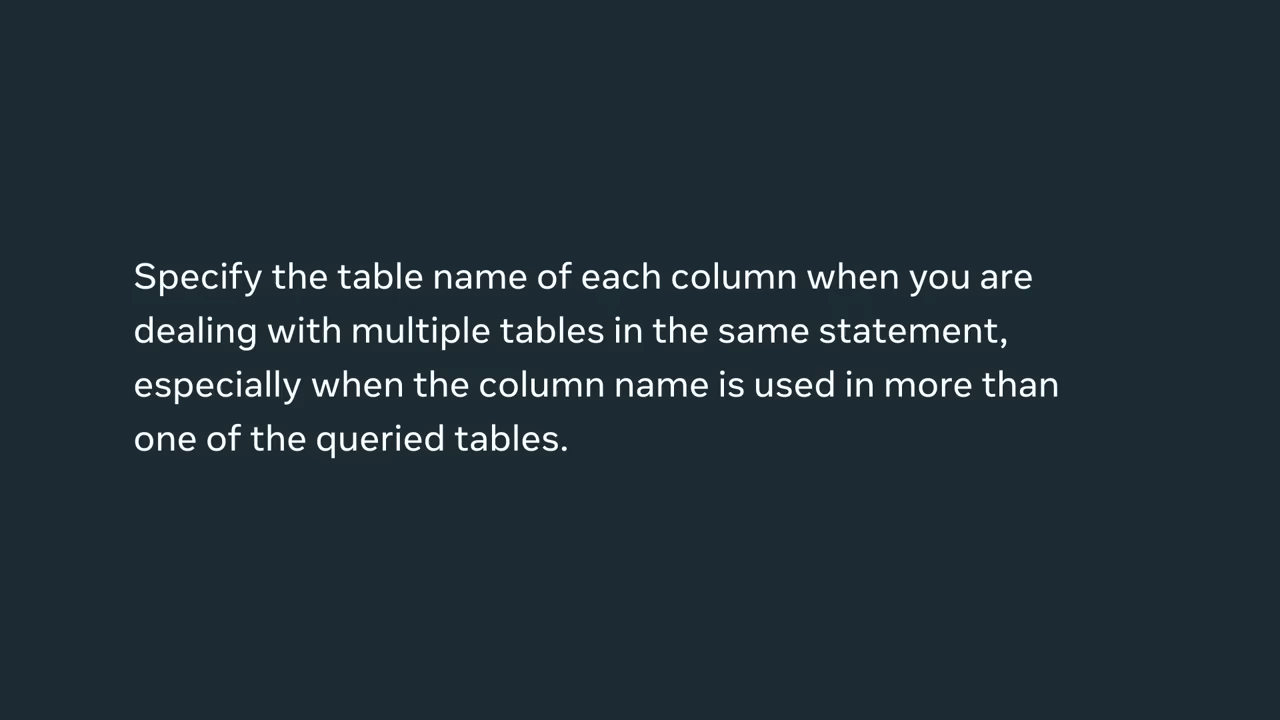 Specify the table name of each column when you are
dealing with multiple tables in the same statement,
especially when the column name is used in more than
one of the queried tables.